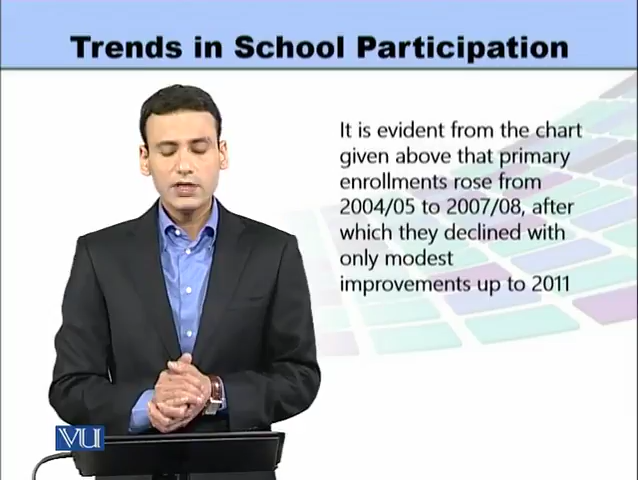 Trends in School Participation
It is evident from the chart
given above that primary
enrollments rose from
2004/05 to 2007/08, after
which they declined with
only modest
improvements up to 2011
VU